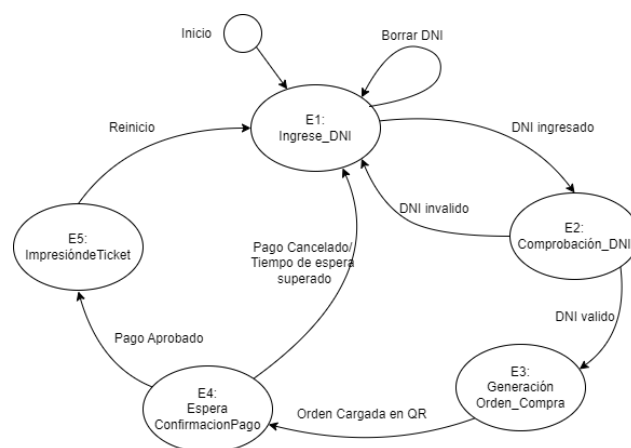 Inicio
Borrar DNI
E1:
Ingrese_DNI
Reinicio
DNI ingresado
DNI invalido
E5:
ImpresióndeTicket
E2:
Comprobación_DNI
Pago Cancelado/
Tiempo de espera
superado
DNI valido
Pago Aprobado
E3:
Generación
Orden_Compra
E4:
Espera
ConfirmacionPago
Orden Cargada en QR